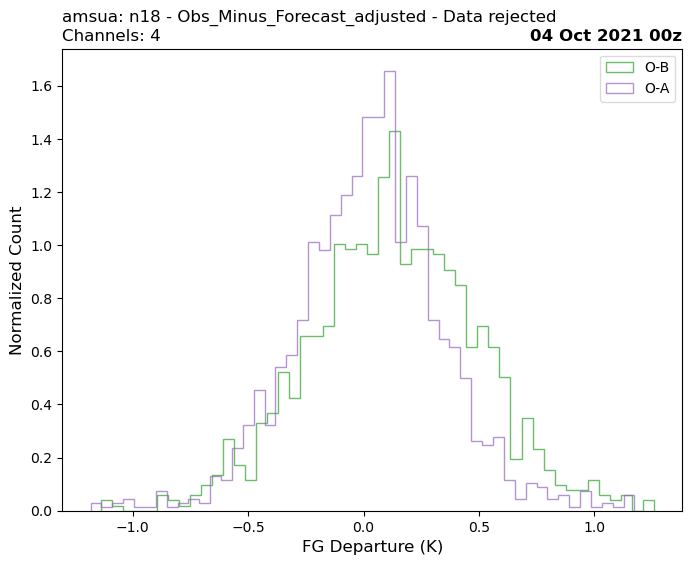 amsua: n18 - Obs_Minus_Forecast_adjusted - Data rejected
Channels: 4
04 Oct 2021 00z
O-B
O-A
Normalized Count
1.6
1.4
1.2
1.0
0.8
0.6
0.4
0.2
0.0
−1.0
−0.5
0.0
0.5
1.0
FG Departure (K)